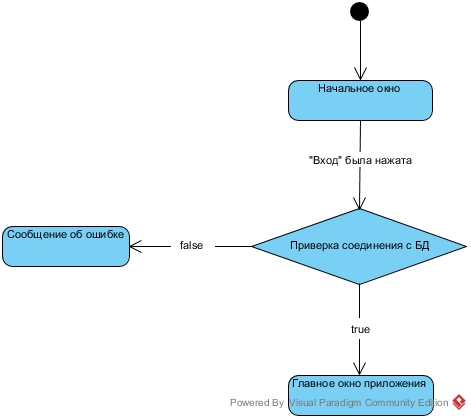 Начальное окно
"Вход" была нажата
Проверка соединения с БД
Сообщение об ошибке
false
true
Главное окно приложения
Powered By Visual Paradigm Community Edition